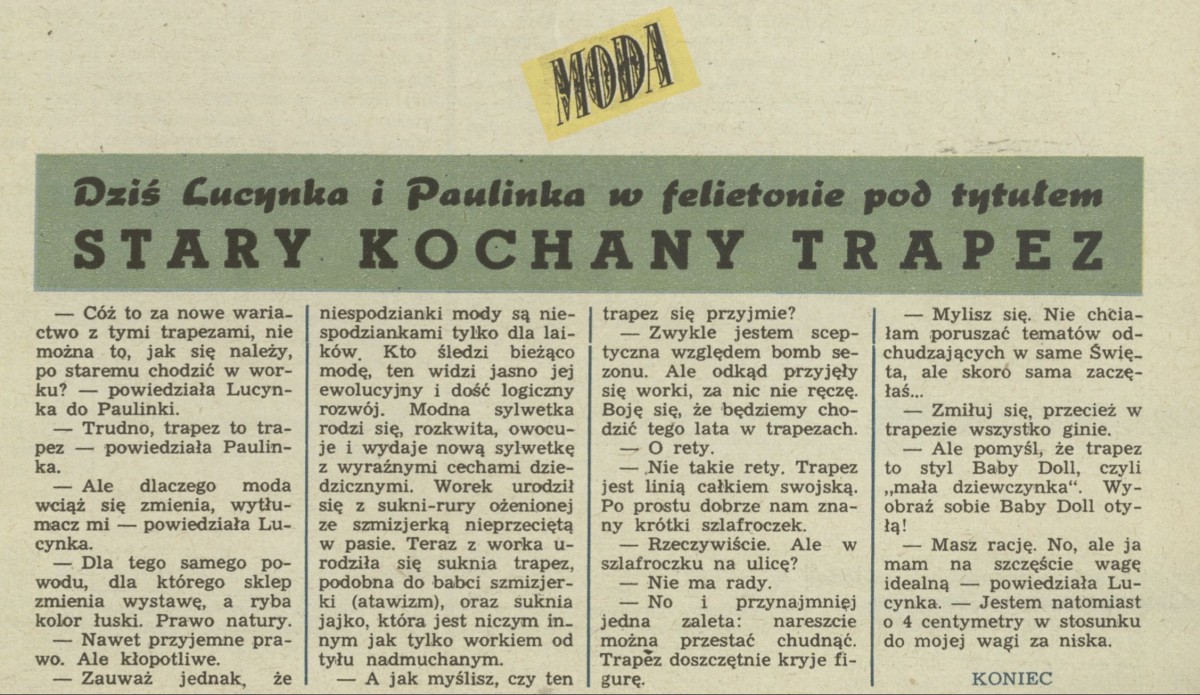 MODA
Dziś Lucynka i Paulinka w felietonie pod tytułem
STARY KOCHANY TRAPEZ
— Cóż to za nowe waria-
ctwo z tymi trapezami, nie
można to, jak się należy,
po staremu chodzić w wor-
ku? — powiedziała Lucyn-
ka do Paulinki.
— Trudno, trapez to tra-
pez — powiedziała Paulin-
ka.
— Ale dlaczego moda
wciąż się zmienia, wytłu-
macz mi — powiedziała Lu-
cynka.
— Dla tego samego po-
wodu, dla którego sklep
zmienia wystawę, a ryba
kolor łuski. Prawo natury.
— Nawet przyjemne pra-
wo. Ale kłopotliwe.
— Zauważ jednak, że
niespodzianki mody są nie-
spodziankami tylko dla lai-
ków. Kto śledzi bieżąco
modę, ten widzi jasno jej
ewolucyjny i dość logiczny
rozwój. Modna sylwetka
rodzi się, rozkwita, owocu-
je i wydaje nową sylwetkę
z wyraźnymi cechami dzie-
dzicznymi. Worek urodził
się z sukni-rury ożenionej
ze szmizjerką nieprzeciętą
w pasie. Teraz z worka u-
rodziła się suknia trapez,
podobna do babci szmizjer-
ki (atawizm), oraz suknia
jajko, która jest niczym in-
nym jak tylko workiem od
tyłu nadmuchanym.
— A jak myślisz, czy ten
trapez się przyjmie?
— Zwykle jestem scep-
tyczna względem bomb se-
zonu. Ale odkąd przyjęły
się worki, za nic nie ręczę.
Boję się, że będziemy cho-
dzić tego lata w trapezach.
— O rety.
— Nie takie rety. Trapez
jest linią całkiem swojską.
Po prostu dobrze nam zna-
ny krótki szlafroczek.
— Rzeczywiście. Ale w
szlafroczku na ulicę?
— Nie ma rady.
— No i przynajmniej
jedna zaleta: nareszcie
można przestać chudnąć.
Trapez doszczętnie kryje fi-
gurę.
— Mylisz się. Nie chcia-
łam poruszać tematów od-
chudzających w same Świę-
ta, ale skoro sama zaczę-
łaś...
— Zmiłuj się, przecież w
trapezie wszystko ginie.
— Ale pomyśl, że trapez
to styl Baby Doll, czyli
„mała dziewczynka“. Wy-
obraź sobie Baby Doll oty-
łą!
— Masz rację. No, ale ja
mam na szczęście wagę
idealną — powiedziała Lu-
cynka. — Jestem natomiast
o 4 centymetry w stosunku
do mojej wagi za niska.
KONIEC